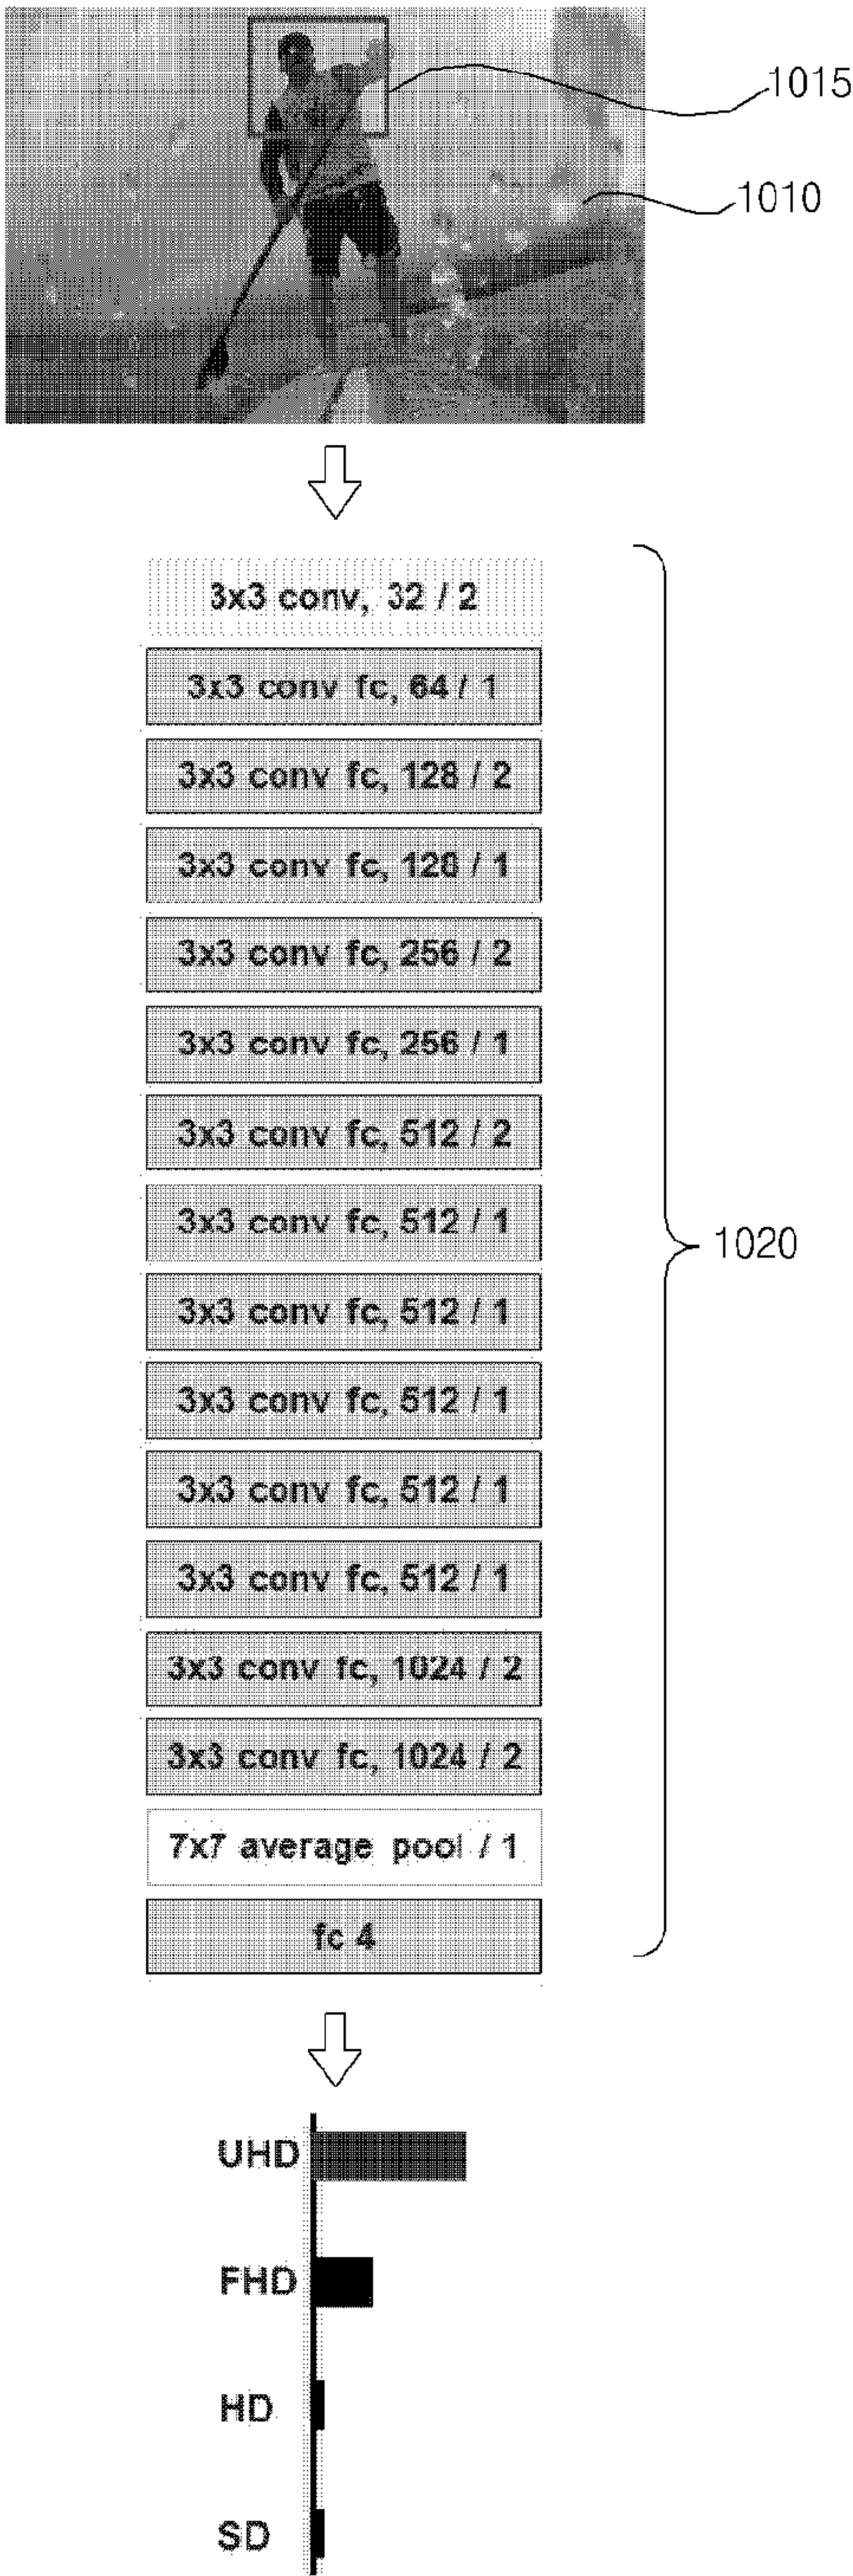 1015
1010
3x3 conv, 32 / 2
3x3 conv fc, 64 / 1
3x3 conv fc, 128 / 2
3x3 conv fc, 128 / 1
3x3 conv fc, 256 / 2
3x3 conv fc, 256 / 1
3x3 conv fc, 512 / 2
3x3 conv fc, 512 / 1
3x3 conv fc, 512 / 1
3x3 conv fc, 512 / 1
3x3 conv fc, 512 / 1
3x3 conv fc, 512 / 1
3x3 conv fc, 1024 / 2
3x3 conv fc, 1024 / 2
7x7 average pool / 1
fc 4
1020
UHD
FHD
HD
SD